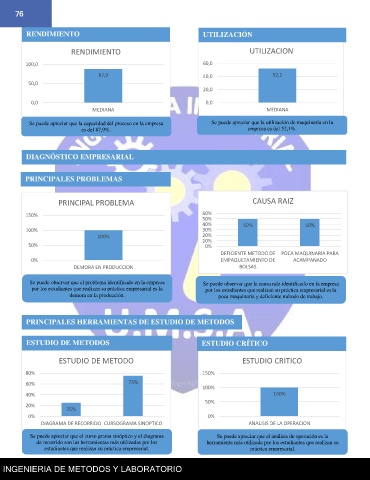 76
RENDIMIENTO
UTILIZACIÓN
RENDIMIENTO
100,0
50,0
0,0
87,9
MEDIANA
UTILIZACION
60,0
40,0
20,0
0,0
52,1
MEDIANA
Se puede apreciar que la capacidad del proceso en la empresa
es del 87,9%.
Se puede apreciar que la utilización de maquinaria en la
empresa es del 52,1%.
DIAGNÓSTICO EMPRESARIAL
PRINCIPALES PROBLEMAS
PRINCIPAL PROBLEMA
150%
100%
50%
0%
100%
DEMORA EN PRODUCCION
CAUSA RAIZ
60%
50%
40%
30%
20%
10%
0%
50%
50%
DEFICIENTE METODO DE
EMPAQUETAMIENTO DE
BOLSAS
POCA MAQUINARIA PARA
ACAMPANADO
Se puede observar que el problema identificado en la empresa
por los estudiantes que realizan su práctica empresarial es la
demora en la producción.
Se puede observar que la causa raíz identificada en la empresa
por los estudiantes que realizan su práctica empresarial es la
poca maquinaria y deficiente método de trabajo.
PRINCIPALES HERRAMIENTAS DE ESTUDIO DE METODOS
U.M.S.A.
ESTUDIO DE METODOS
ESTUDIO CRÍTICO
ESTUDIO DE METODO
80%
60%
40%
20%
0%
25%
75%
DIAGRAMA DE RECORRIDO
CURSOGRAMA SINOPTICO
ESTUDIO CRITICO
150%
100%
50%
0%
100%
ANALISIS DE LA OPERACION
Se puede apreciar que el cursograma sinóptico y el diagrama
de recorrido son las herramientas más utilizadas por los
estudiantes que realizan su práctica empresarial.
Se puede apreciar que el análisis de operación es la
herramienta más utilizada por los estudiantes que realizan su
práctica empresarial.
INGENIERIA DE METODOS Y LABORATORIO